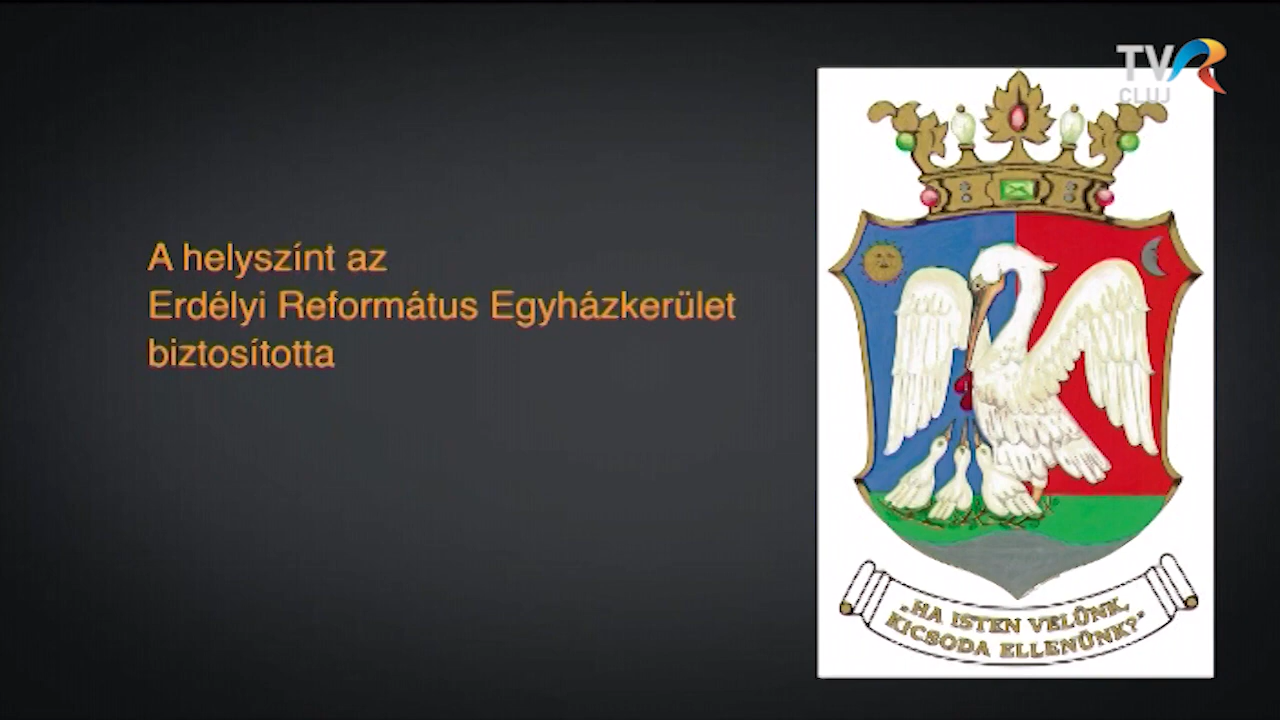 TVR
CLUJ
A helyszínt az
Erdélyi Református Egyházkerület
biztosította
„HA ISTEN VELÜNK,
KICSODA ELLENÜNK?"